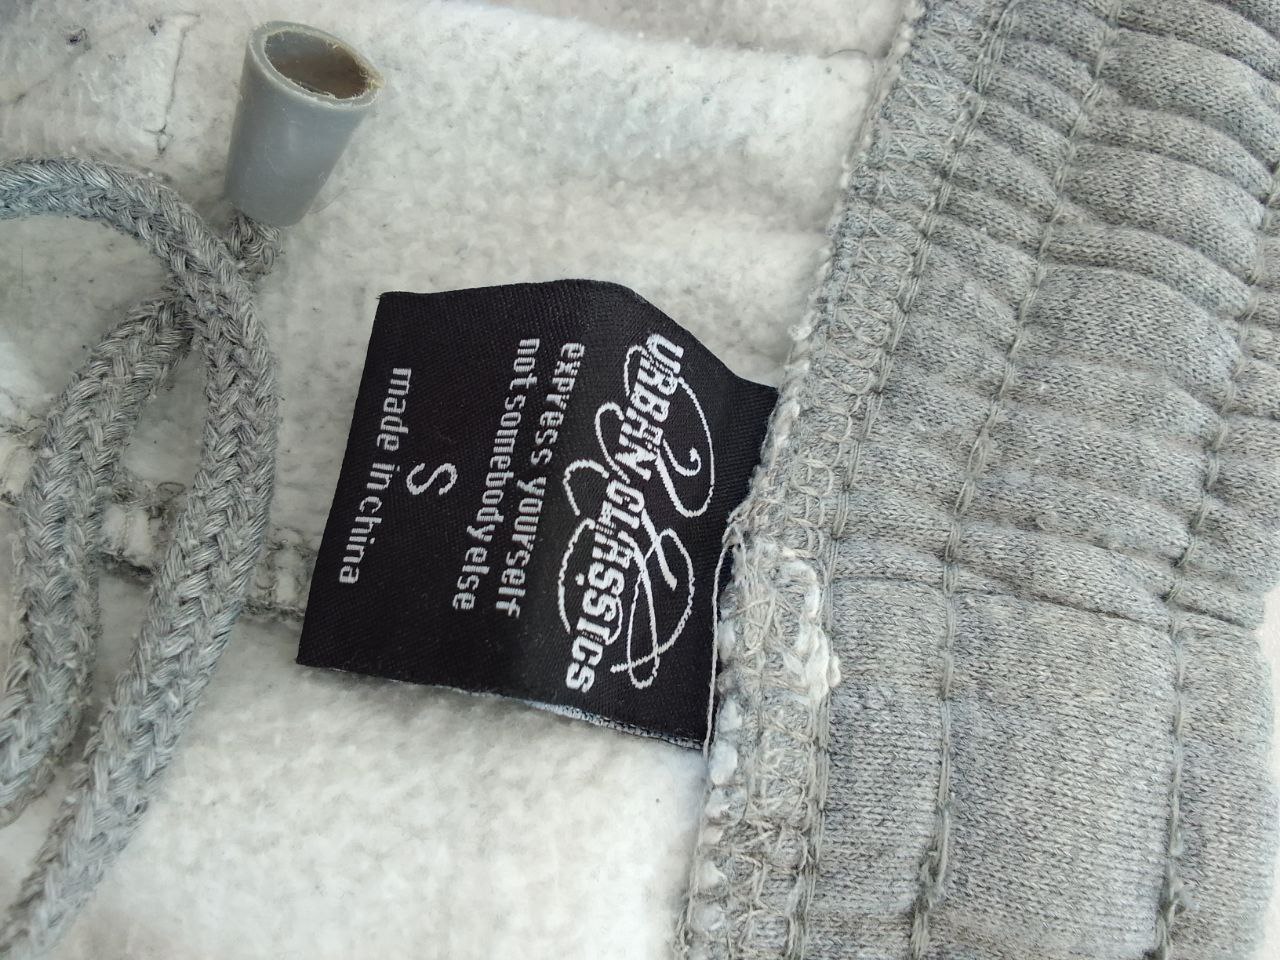 URBAN CLASSICS
express yourself
not somebody else
S
made in china